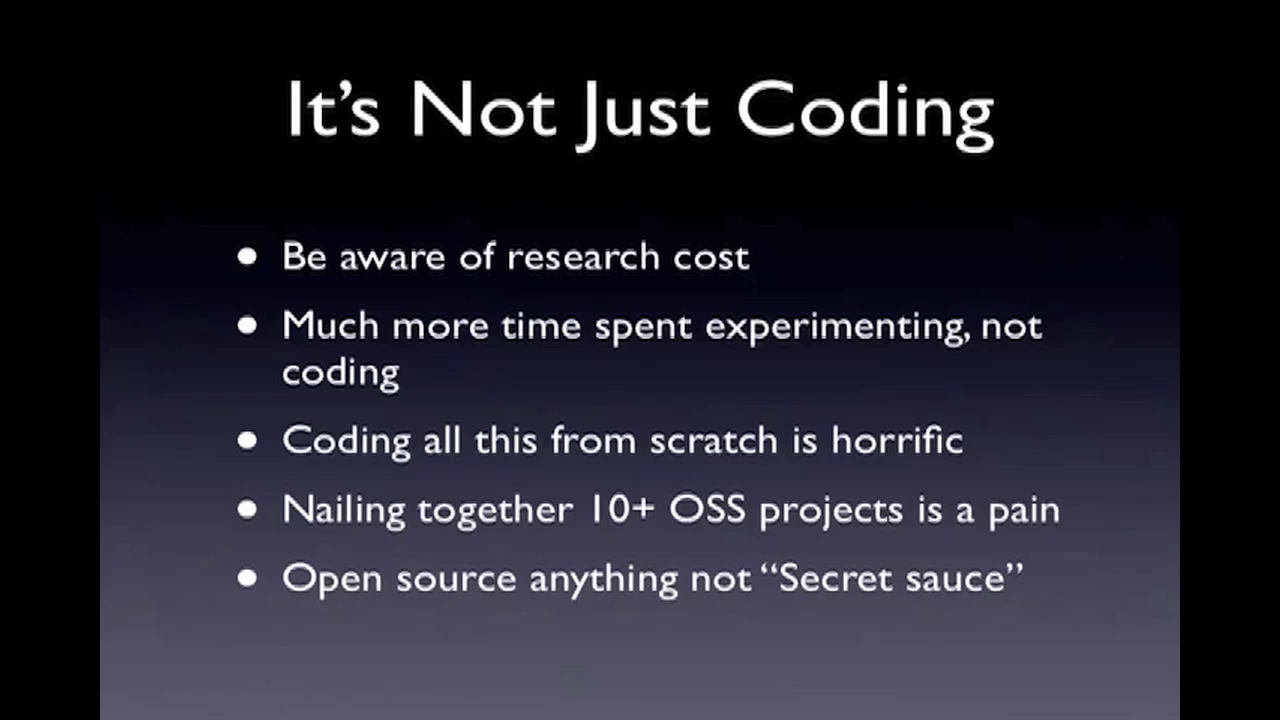 It’s Not Just Coding
● Be aware of research cost
● Much more time spent experimenting, not
coding
● Coding all this from scratch is horrific
● Nailing together 10+ OSS projects is a pain
● Open source anything not “Secret sauce”